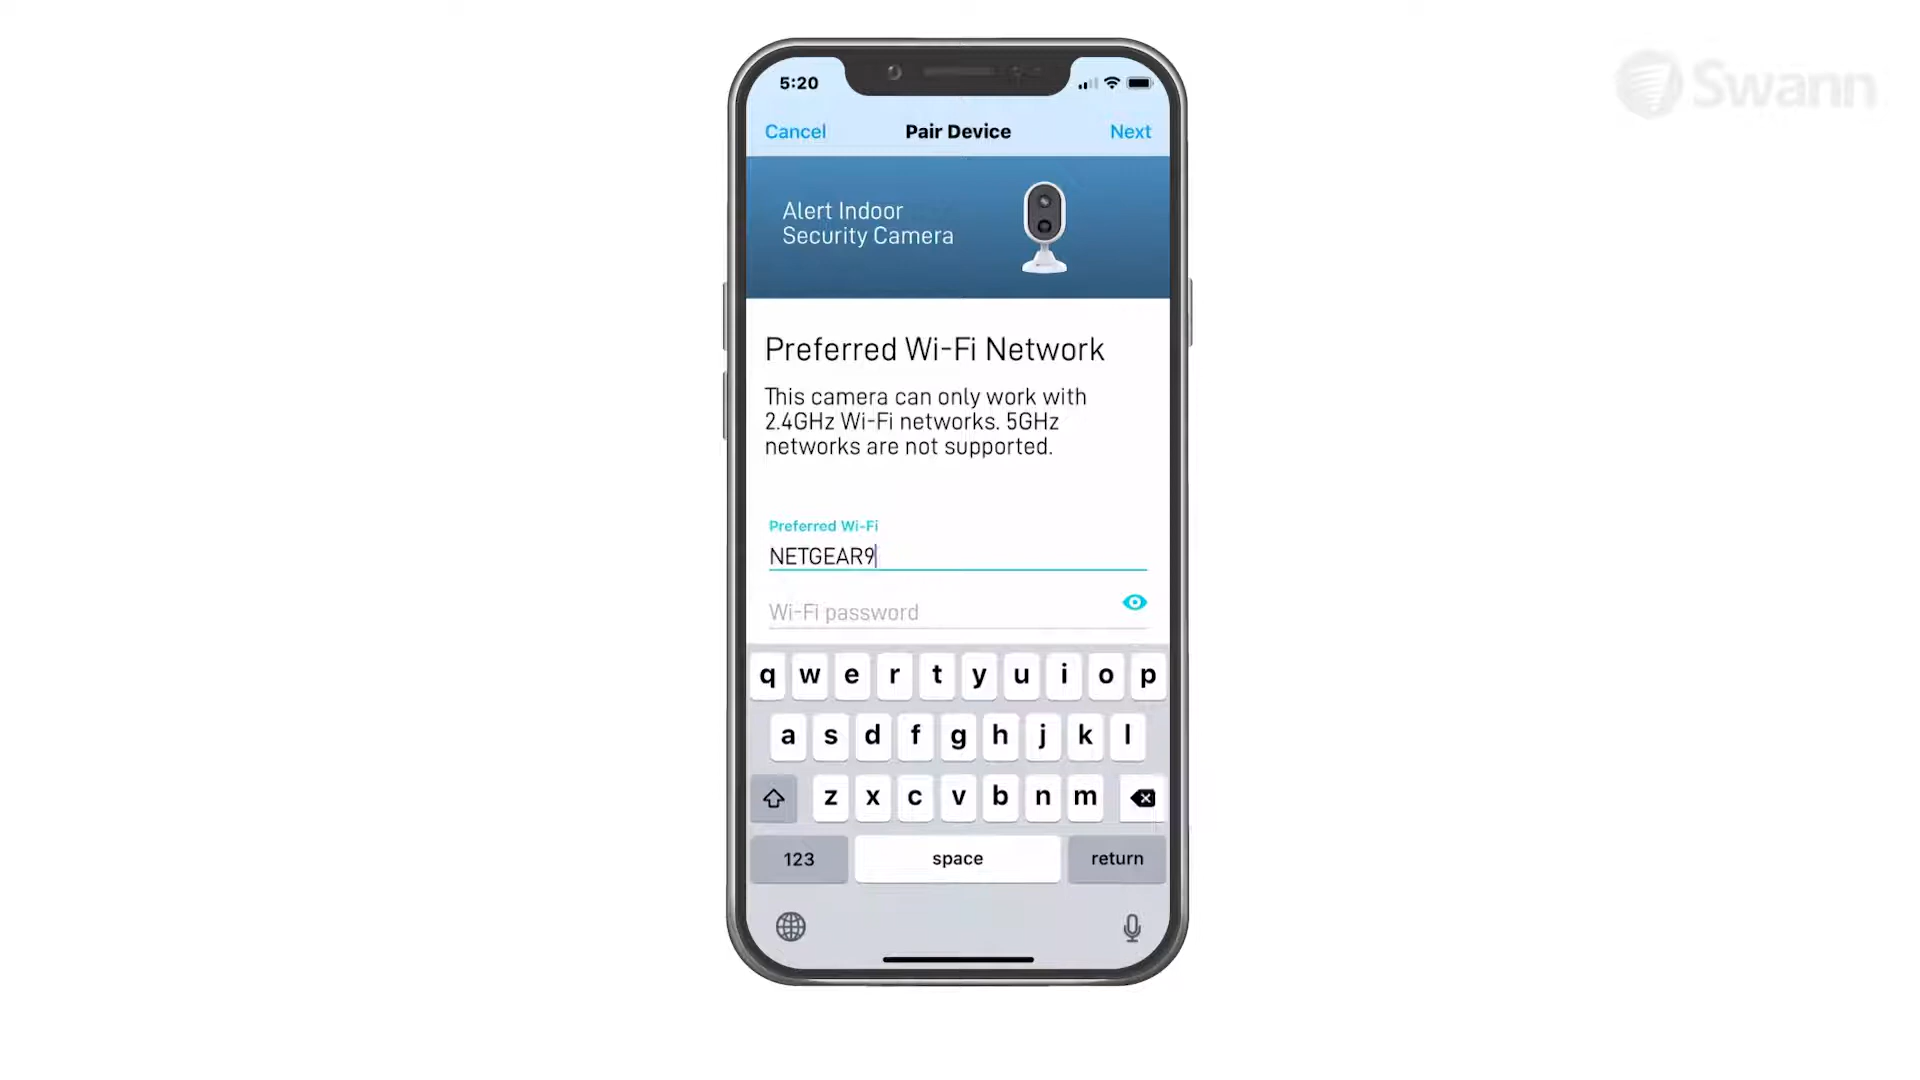 Swann
5:20
Cancel Pair Device Next
Alert Indoor
Security Camera
Preferred Wi-Fi Network
This camera can only work with
2.4GHz Wi-Fi networks. 5GHz
networks are not supported.
Preferred Wi-Fi
NETGEAR9
Wi-Fi password
q w e r t y u i o p
a s d f g h j k l
z x c v b n m
123 space return